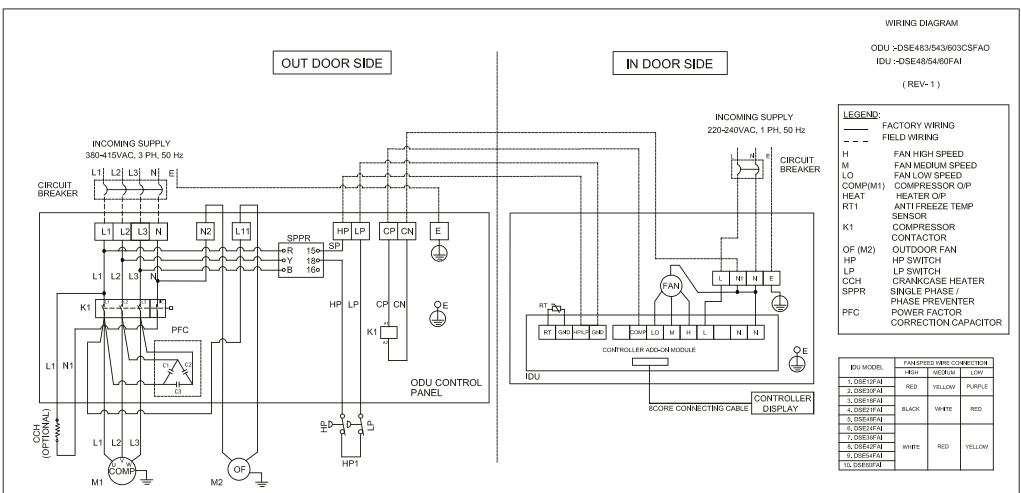 WIRING DIAGRAM
ODU :-DSE483/543/603CSFAO
IDU :-DSE48/54/60FAI
( REV- 1 )
OUT DOOR SIDE
IN DOOR SIDE
INCOMING SUPPLY
380-415VAC, 3 PH, 50 Hz
L1 L2 L3 N E
CIRCUIT
BREAKER
INCOMING SUPPLY
220-240VAC, 1 PH, 50 Hz
L N E
CIRCUIT
BREAKER
L1 L2 L3 N N2 L11
HP LP CP CN E
SPPR
R 15
Y 18
B 16
SP
L1 L2 L3 N
K1
L1 L2 L3
PFC
C1 C2
C3
L1 N1
HP LP CP CN
K1
A1
A2
E
ODU CONTROL
PANEL
CCH
(OPTIONAL)
L1 L2 L3
U V W
COMP
M1
OF
M2
HP LP
HP1
L N1 N E
FAN
RT
RT GND HP/LP GND COMP LO M H L N N
CONTROLLER ADD-ON MODULE
IDU
E
8CORE CONNECTING CABLE
CONTROLLER
DISPLAY
LEGEND:
FACTORY WIRING
FIELD WIRING
H FAN HIGH SPEED
M FAN MEDIUM SPEED
LO FAN LOW SPEED
COMP(M1) COMPRESSOR O/P
HEAT HEATER O/P
RT1 ANTI FREEZE TEMP
SENSOR
K1 COMPRESSOR
CONTACTOR
OF (M2) OUTDOOR FAN
HP HP SWITCH
LP LP SWITCH
CCH CRANKCASE HEATER
SPPR SINGLE PHASE /
PHASE PREVENTER
PFC POWER FACTOR
CORRECTION CAPACITOR
IDU MODEL FAN SPEED WIRE CONNECTION
HIGH MEDIUM LOW
1. DSE12FAI
2. DSE30FAI
RED YELLOW PURPLE
3. DSE18FAI
4. DSE21FAI
5. DSE48FAI
BLACK WHITE RED
6. DSE24FAI
7. DSE36FAI
8. DSE42FAI
9. DSE54FAI
10. DSE60FAI
WHITE RED YELLOW